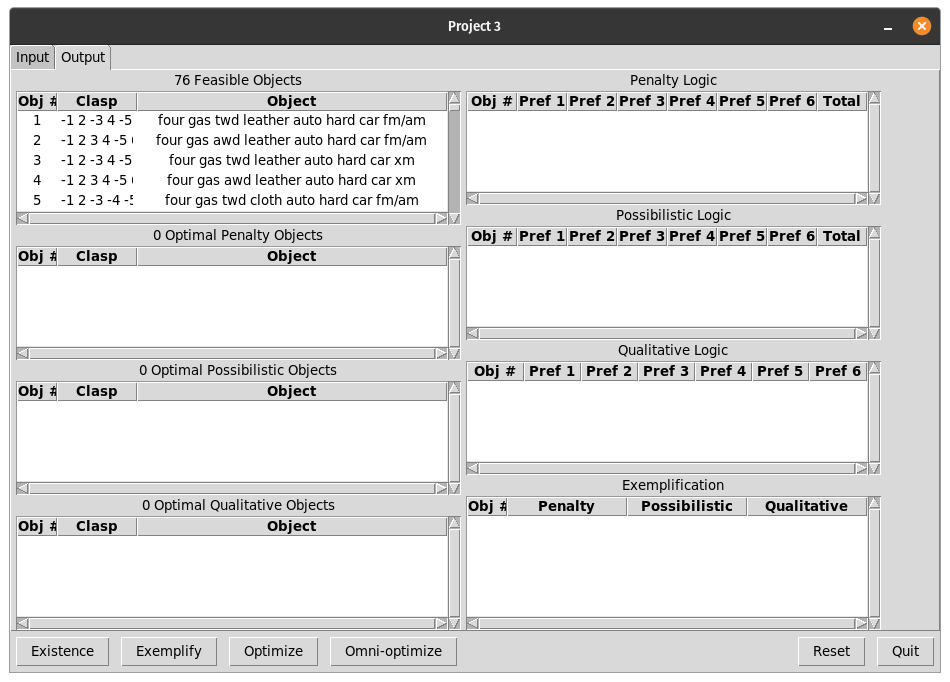 Project 3
Input Output
76 Feasible Objects
Obj # Clasp Object
1 -1 2 -3 4 -5 four gas twd leather auto hard car fm/am
2 -1 2 3 4 -5 four gas awd leather auto hard car fm/am
3 -1 2 -3 4 -5 four gas twd leather auto hard car xm
4 -1 2 3 4 -5 four gas awd leather auto hard car xm
5 -1 2 -3 -4 -5 four gas twd cloth auto hard car fm/am
0 Optimal Penalty Objects
Obj # Clasp Object
0 Optimal Possibilistic Objects
Obj # Clasp Object
0 Optimal Qualitative Objects
Obj # Clasp Object
Penalty Logic
Obj # Pref 1 Pref 2 Pref 3 Pref 4 Pref 5 Pref 6 Total
Possibilistic Logic
Obj # Pref 1 Pref 2 Pref 3 Pref 4 Pref 5 Pref 6 Total
Qualitative Logic
Obj # Pref 1 Pref 2 Pref 3 Pref 4 Pref 5 Pref 6
Exemplification
Obj # Penalty Possibilistic Qualitative
Existence Exemplify Optimize Omni-optimize Reset Quit